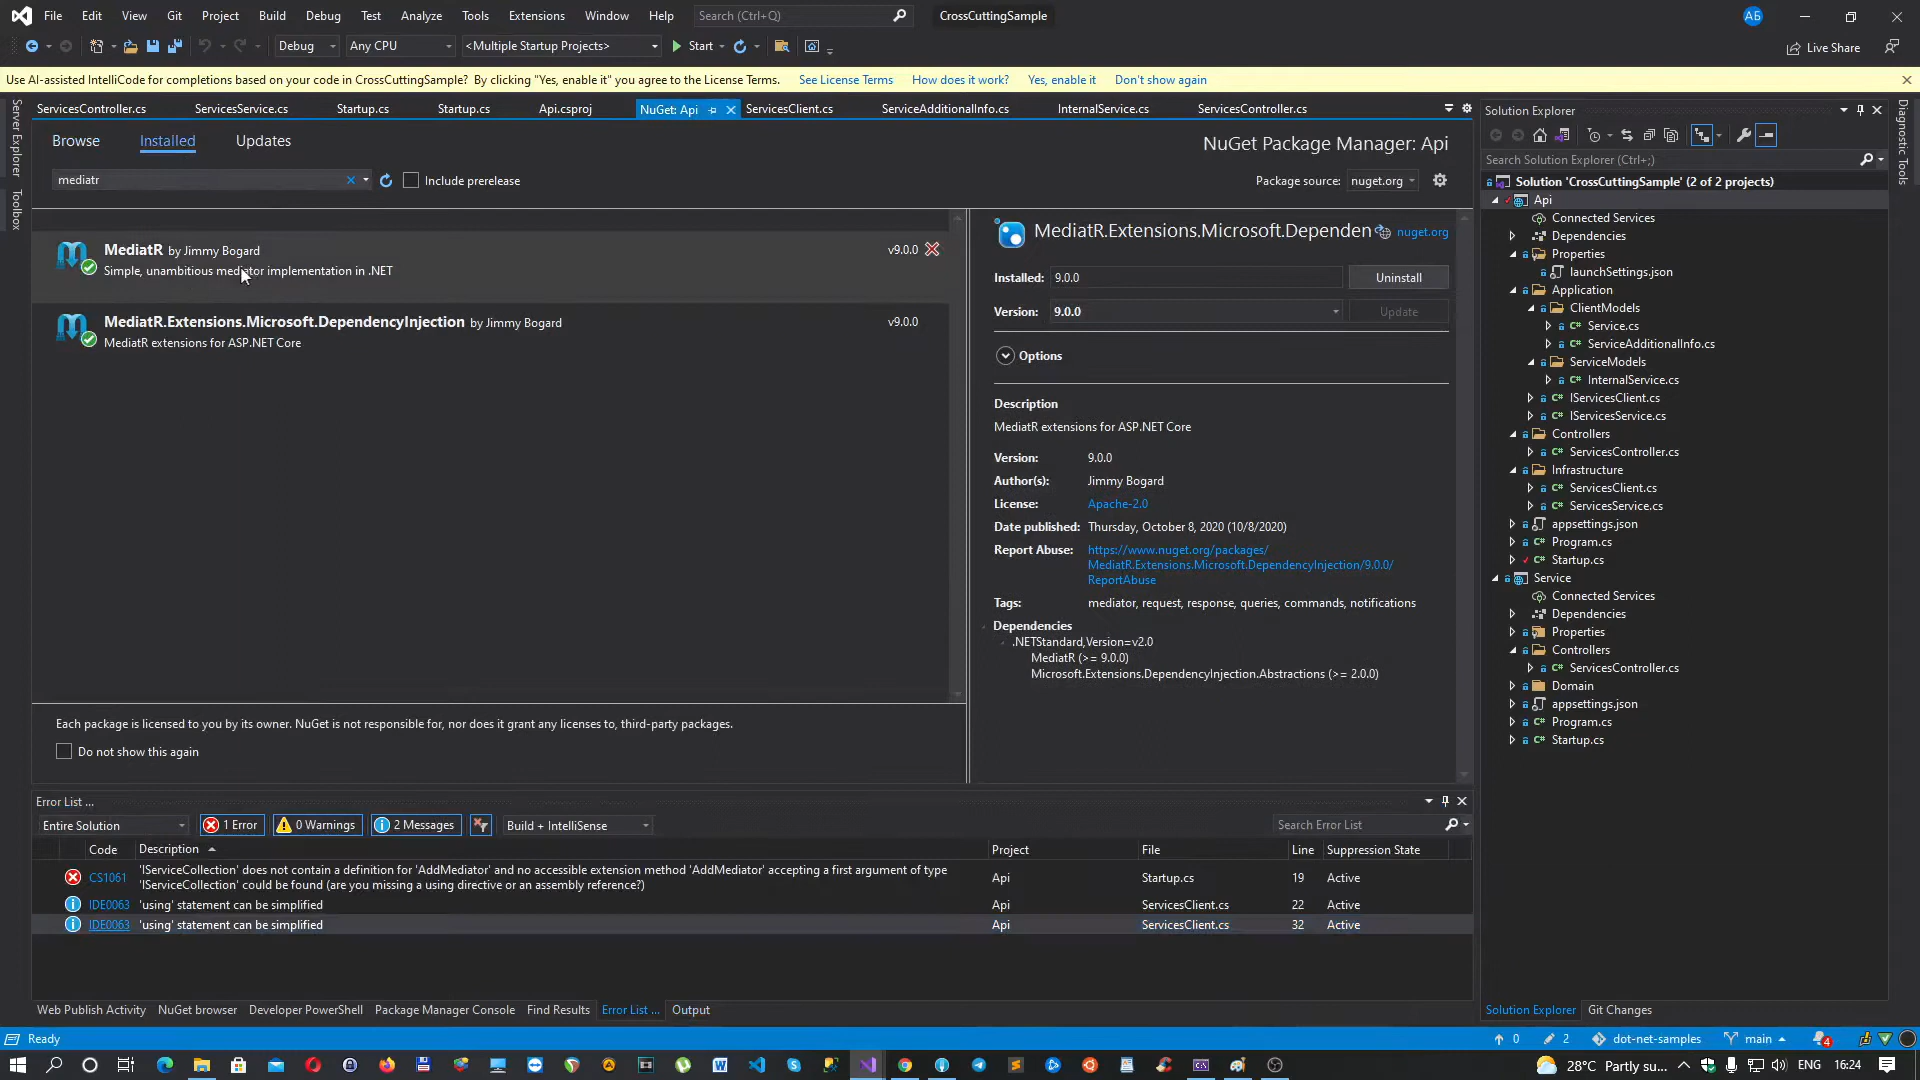 File Edit View Git Project Build Debug Test Analyze Tools Extensions Window Help Search (Ctrl+Q) CrossCuttingSample АБ
Debug Any CPU <Multiple Startup Projects> Start Live Share
Use AI-assisted IntelliCode for completions based on your code in CrossCuttingSample? By clicking "Yes, enable it" you agree to the License Terms. See License Terms How does it work? Yes, enable it Don't show again
Server Explorer
Toolbox
ServicesController.cs ServicesService.cs Startup.cs Startup.cs Api.csproj NuGet: Api ServicesClient.cs ServiceAdditionalInfo.cs InternalService.cs ServicesController.cs
Browse Installed Updates
NuGet Package Manager: Api
mediatr Include prerelease
Package source: nuget.org
MediatR by Jimmy Bogard v9.0.0
Simple, unambitious mediator implementation in .NET
MediatR.Extensions.Microsoft.DependencyInjection by Jimmy Bogard v9.0.0
MediatR extensions for ASP.NET Core
Each package is licensed to you by its owner. NuGet is not responsible for, nor does it grant any licenses to, third-party packages.
Do not show this again
MediatR.Extensions.Microsoft.Dependen nuget.org
Installed: 9.0.0 Uninstall
Version: 9.0.0 Update
Options
Description
MediatR extensions for ASP.NET Core
Version: 9.0.0
Author(s): Jimmy Bogard
License: Apache-2.0
Date published: Thursday, October 8, 2020 (10/8/2020)
Report Abuse: https://www.nuget.org/packages/
MediatR.Extensions.Microsoft.DependencyInjection/9.0.0/
ReportAbuse
Tags: mediator, request, response, queries, commands, notifications
Dependencies
.NETStandard,Version=v2.0
MediatR (>= 9.0.0)
Microsoft.Extensions.DependencyInjection.Abstractions (>= 2.0.0)
Solution Explorer
Search Solution Explorer (Ctrl+;)
Solution 'CrossCuttingSample' (2 of 2 projects)
Api
Connected Services
Dependencies
Properties
launchSettings.json
Application
ClientModels
Service.cs
ServiceAdditionalInfo.cs
ServiceModels
InternalService.cs
IServicesClient.cs
IServicesService.cs
Controllers
ServicesController.cs
Infrastructure
ServicesClient.cs
ServicesService.cs
appsettings.json
Program.cs
Startup.cs
Service
Connected Services
Dependencies
Properties
Controllers
ServicesController.cs
Domain
appsettings.json
Program.cs
Startup.cs
Diagnostic Tools
Error List ...
Entire Solution 1 Error 0 Warnings 2 Messages Build + IntelliSense Search Error List
Code Description Project File Line Suppression State
CS1061 'IServiceCollection' does not contain a definition for 'AddMediator' and no accessible extension method 'AddMediator' accepting a first argument of type
'IServiceCollection' could be found (are you missing a using directive or an assembly reference?) Api Startup.cs 19 Active
IDE0063 'using' statement can be simplified Api ServicesClient.cs 22 Active
IDE0063 'using' statement can be simplified Api ServicesClient.cs 32 Active
Web Publish Activity NuGet browser Developer PowerShell Package Manager Console Find Results Error List ... Output
Solution Explorer Git Changes
Ready 0 2 dot-net-samples main 4
28°C Partly su... ENG 16:24